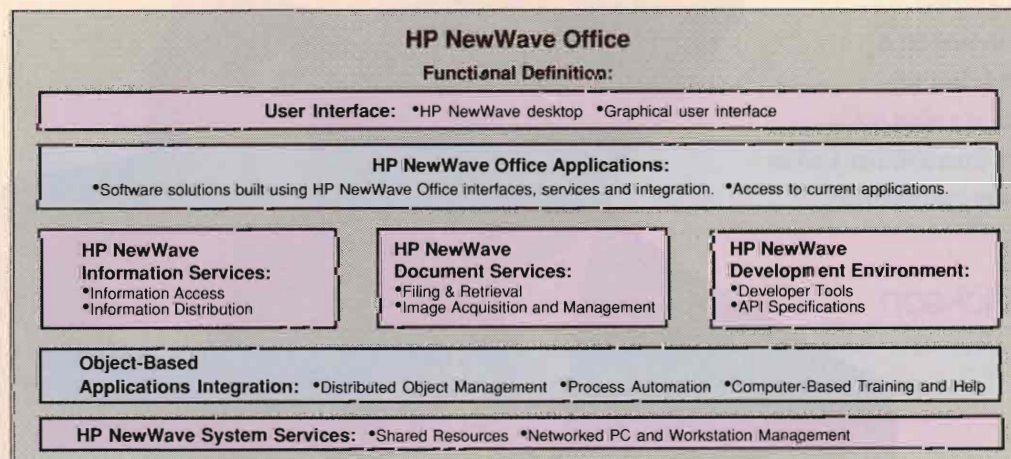 HP NewWave Office
Functional Definition:
User Interface: •HP NewWave desktop •Graphical user interface
HP NewWave Office Applications:
•Software solutions built using HP NewWave Office interfaces, services and integration. •Access to current applications.
HP NewWave
Information Services:
•Information Access
•Information Distribution
HP NewWave
Document Services:
•Filing & Retrieval
•Image Acquisition and Management
HP NewWave
Development Environment:
•Developer Tools
•API Specifications
Object-Based
Applications Integration: •Distributed Object Management •Process Automation •Computer-Based Training and Help
HP NewWave System Services: •Shared Resources •Networked PC and Workstation Management